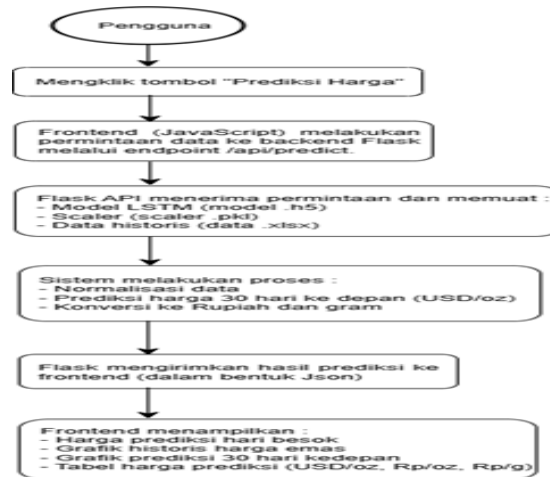 Pengguna
Mengklik tombol "Prediksi Harga"
Frontend (JavaScript) melakukan
permintaan data ke backend Flask
melalui endpoint /api/predict.
Flask API menerima permintaan dan memuat :
- Model LSTM (model .h5)
- Scaler (scaler .pkl)
- Data historis (data .xlsx)
Sistem melakukan proses :
- Normalisasi data
- Prediksi harga 30 hari ke depan (USD/oz)
- Konversi ke Rupiah dan gram
Flask mengirimkan hasil prediksi ke
frontend (dalam bentuk Json)
Frontend menampilkan :
- Harga prediksi hari besok
- Grafik historis harga emas
- Grafik prediksi 30 hari kedepan
- Tabel harga prediksi (USD/oz, Rp/oz, Rp/g)